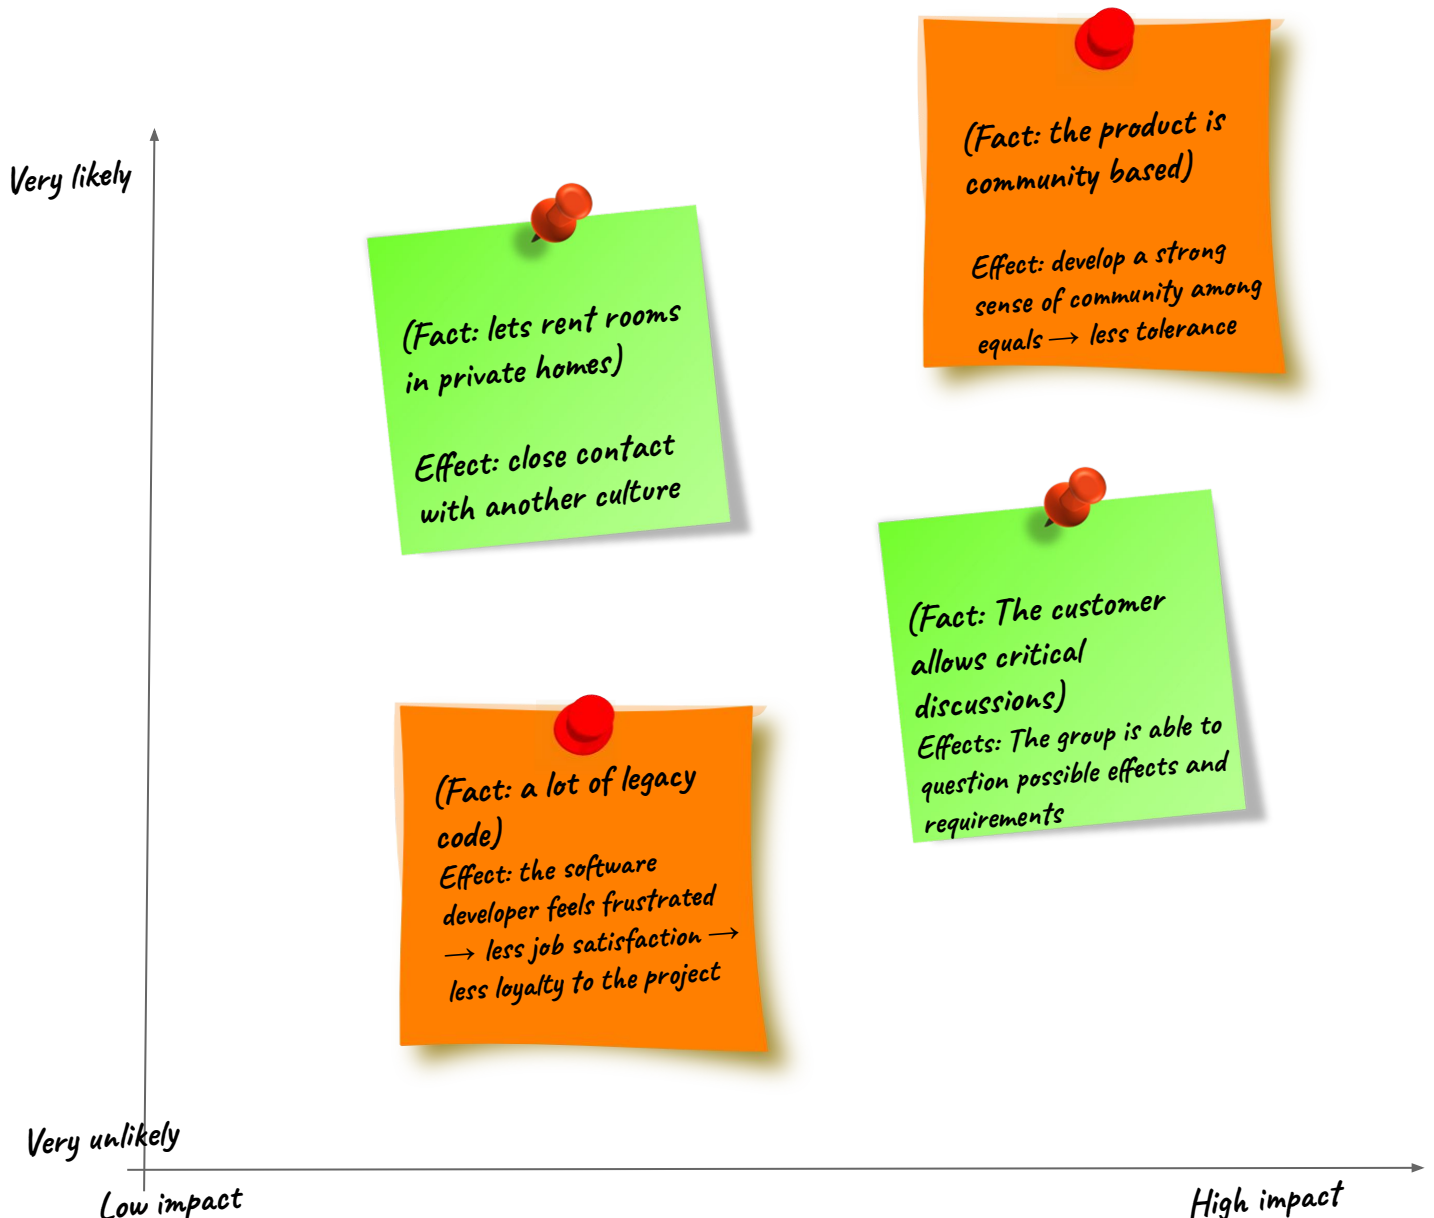 Very likely
(Fact: the product is
community based)
Effect: develop a strong
sense of community among
equals → less tolerance
(Fact: lets rent rooms
in private homes)
Effect: close contact
with another culture
(Fact: The customer
allows critical
discussions)
Effects: The group is able to
question possible effects and
requirements
(Fact: a lot of legacy
code)
Effect: the software
developer feels frustrated
→ less job satisfaction →
less loyalty to the project
Very unlikely
Low impact
High impact